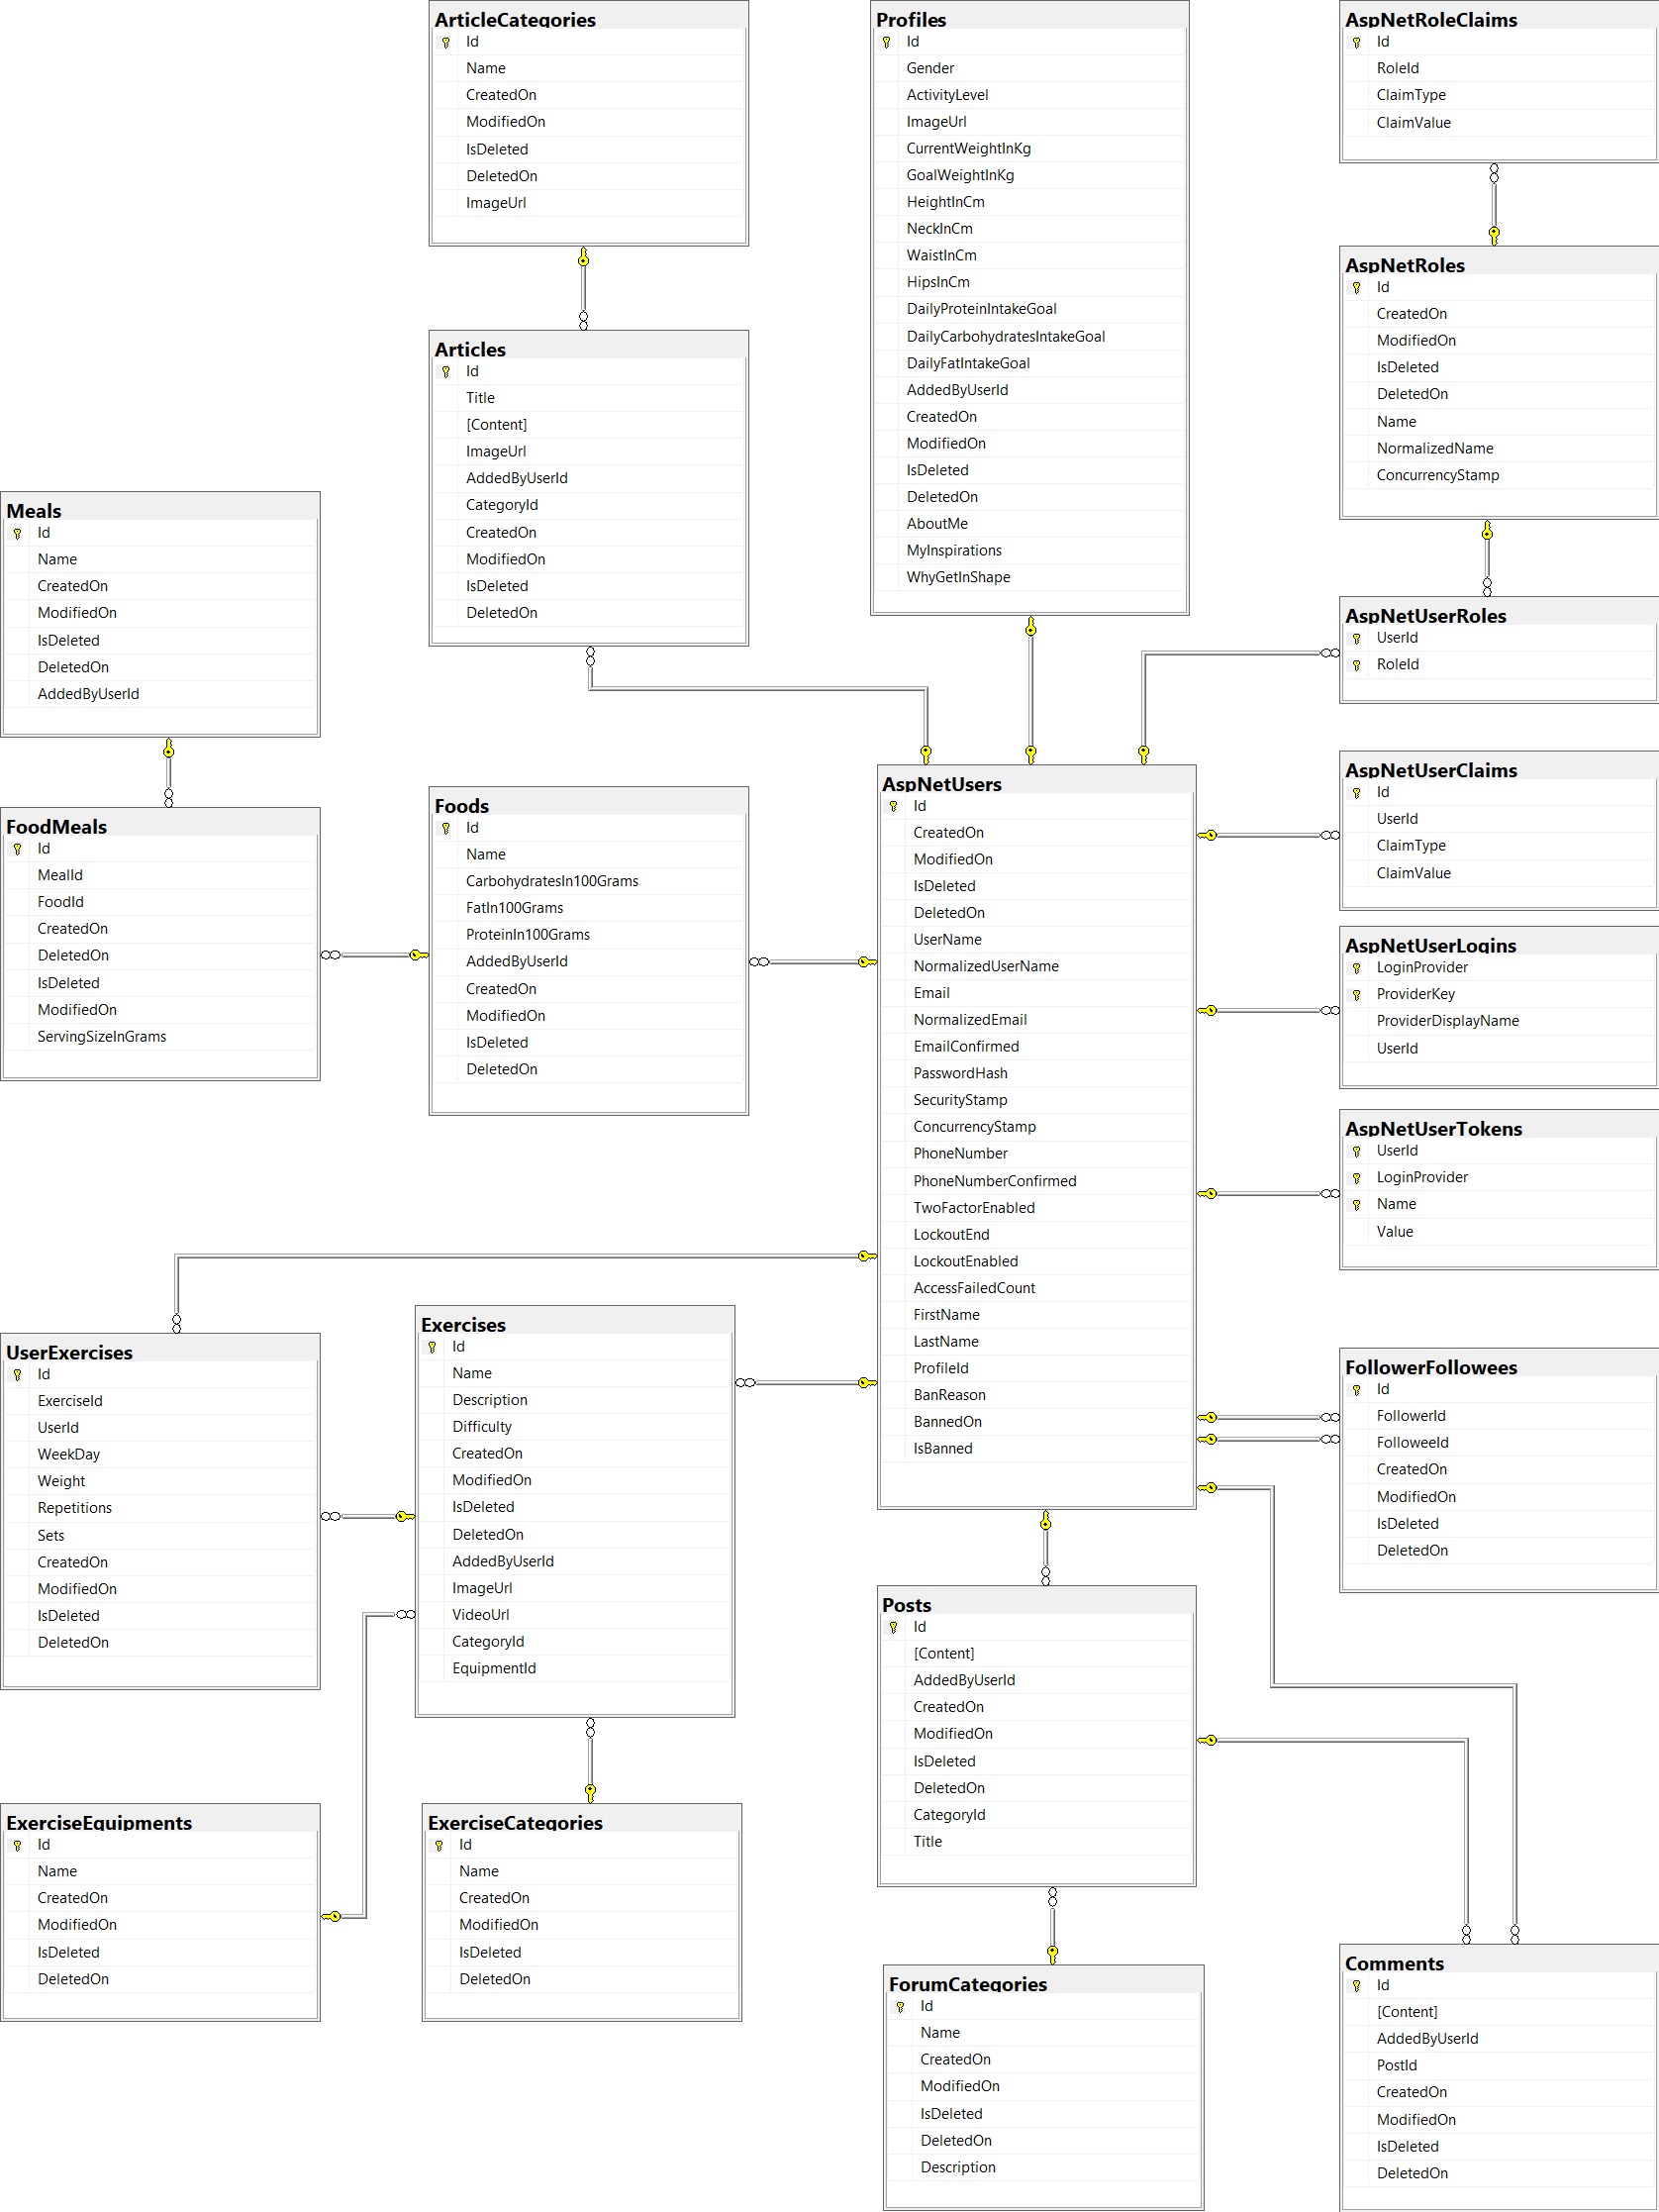 ArticleCategories
Id
Name
CreatedOn
ModifiedOn
IsDeleted
DeletedOn
ImageUrl
Profiles
Id
Gender
ActivityLevel
ImageUrl
CurrentWeightInKg
GoalWeightInKg
HeightInCm
NeckInCm
WaistInCm
HipsInCm
DailyProteinIntakeGoal
DailyCarbohydratesIntakeGoal
DailyFatIntakeGoal
AddedByUserId
CreatedOn
ModifiedOn
IsDeleted
DeletedOn
AboutMe
MyInspirations
WhyGetInShape
AspNetRoleClaims
Id
RoleId
ClaimType
ClaimValue
AspNetRoles
Id
CreatedOn
ModifiedOn
IsDeleted
DeletedOn
Name
NormalizedName
ConcurrencyStamp
Articles
Id
Title
[Content]
ImageUrl
AddedByUserId
CategoryId
CreatedOn
ModifiedOn
IsDeleted
DeletedOn
Meals
Id
Name
CreatedOn
ModifiedOn
IsDeleted
DeletedOn
AddedByUserId
AspNetUserRoles
UserId
RoleId
FoodMeals
Id
MealId
FoodId
CreatedOn
DeletedOn
IsDeleted
ModifiedOn
ServingSizeInGrams
Foods
Id
Name
CarbohydratesIn100Grams
FatIn100Grams
ProteinIn100Grams
AddedByUserId
CreatedOn
ModifiedOn
IsDeleted
DeletedOn
AspNetUsers
Id
CreatedOn
ModifiedOn
IsDeleted
DeletedOn
UserName
NormalizedUserName
Email
NormalizedEmail
EmailConfirmed
PasswordHash
SecurityStamp
ConcurrencyStamp
PhoneNumber
PhoneNumberConfirmed
TwoFactorEnabled
LockoutEnd
LockoutEnabled
AccessFailedCount
FirstName
LastName
ProfileId
BanReason
BannedOn
IsBanned
AspNetUserClaims
Id
UserId
ClaimType
ClaimValue
AspNetUserLogins
LoginProvider
ProviderKey
ProviderDisplayName
UserId
AspNetUserTokens
UserId
LoginProvider
Name
Value
UserExercises
Id
ExerciseId
UserId
WeekDay
Weight
Repetitions
Sets
CreatedOn
ModifiedOn
IsDeleted
DeletedOn
Exercises
Id
Name
Description
Difficulty
CreatedOn
ModifiedOn
IsDeleted
DeletedOn
AddedByUserId
ImageUrl
VideoUrl
CategoryId
EquipmentId
FollowerFollowees
Id
FollowerId
FolloweeId
CreatedOn
ModifiedOn
IsDeleted
DeletedOn
Posts
Id
[Content]
AddedByUserId
CreatedOn
ModifiedOn
IsDeleted
DeletedOn
CategoryId
Title
ExerciseEquipments
Id
Name
CreatedOn
ModifiedOn
IsDeleted
DeletedOn
ExerciseCategories
Id
Name
CreatedOn
ModifiedOn
IsDeleted
DeletedOn
ForumCategories
Id
Name
CreatedOn
ModifiedOn
IsDeleted
DeletedOn
Description
Comments
Id
[Content]
AddedByUserId
PostId
CreatedOn
ModifiedOn
IsDeleted
DeletedOn